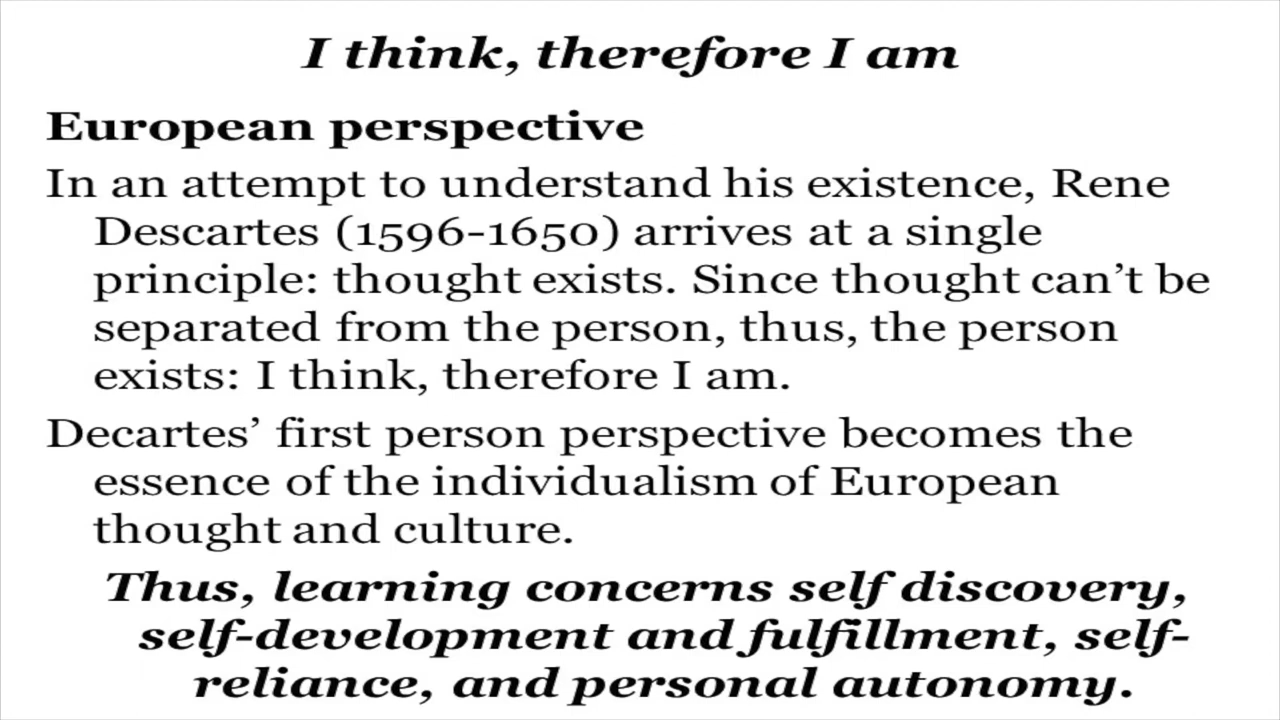 I think, therefore I am
European perspective
In an attempt to understand his existence, Rene
Descartes (1596-1650) arrives at a single
principle: thought exists. Since thought can’t be
separated from the person, thus, the person
exists: I think, therefore I am.
Decartes’ first person perspective becomes the
essence of the individualism of European
thought and culture.
Thus, learning concerns self discovery,
self-development and fulfillment, self-
reliance, and personal autonomy.